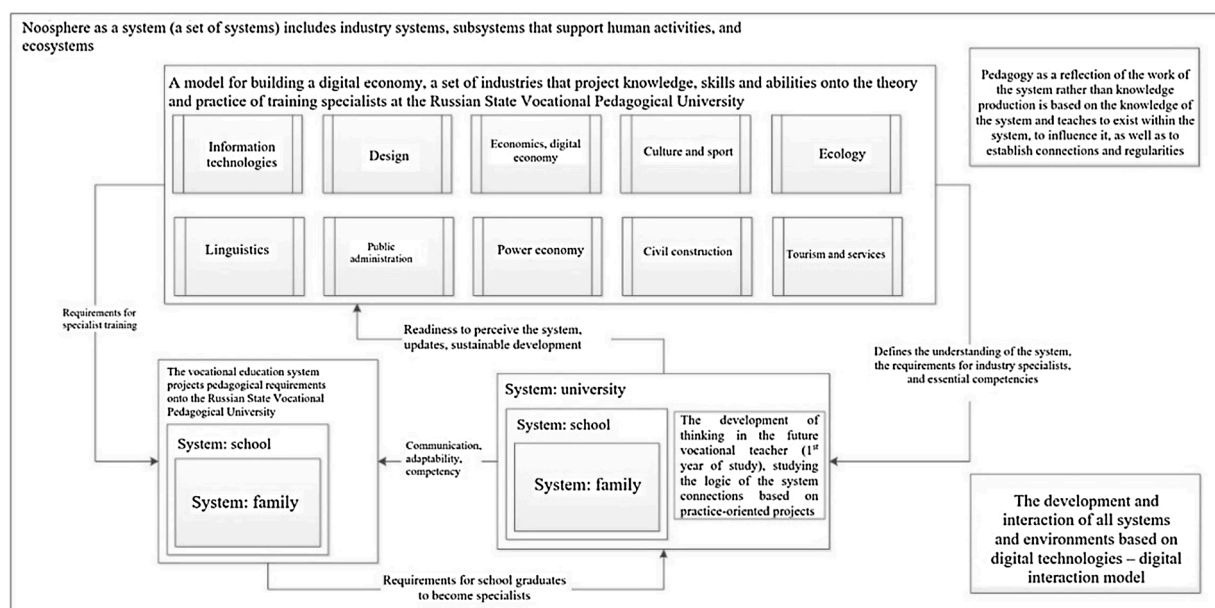 Noosphere as a system (a set of systems) includes industry systems, subsystems that support human activities, and
ecosystems
A model for building a digital economy, a set of industries that project knowledge, skills and abilities onto the theory
and practice of training specialists at the Russian State Vocational Pedagogical University
Pedagogy as a reflection of the work of
the system rather than knowledge
production is based on the knowledge of
the system and teaches to exist within the
system, to influence it, as well as to
establish connections and regularities
Information
technologies
Design
Economics, digital
economy
Culture and sport
Ecology
Linguistics
Public
administration
Power economy
Civil construction
Tourism and services
Requirements for
specialist training
Readiness to perceive the system,
updates, sustainable development
Defines the understanding of the system,
the requirements for industry specialists,
and essential competencies
The vocational education system
projects pedagogical requirements
onto the Russian State Vocational
Pedagogical University
System: school
System: family
Communication,
adaptability,
competency
System: university
System: school
System: family
The development of
thinking in the future
vocational teacher (1st
year of study), studying
the logic of the system
connections based on
practice-oriented projects
The development and
interaction of all systems
and environments based on
digital technologies – digital
interaction model
Requirements for school graduates
to become specialists